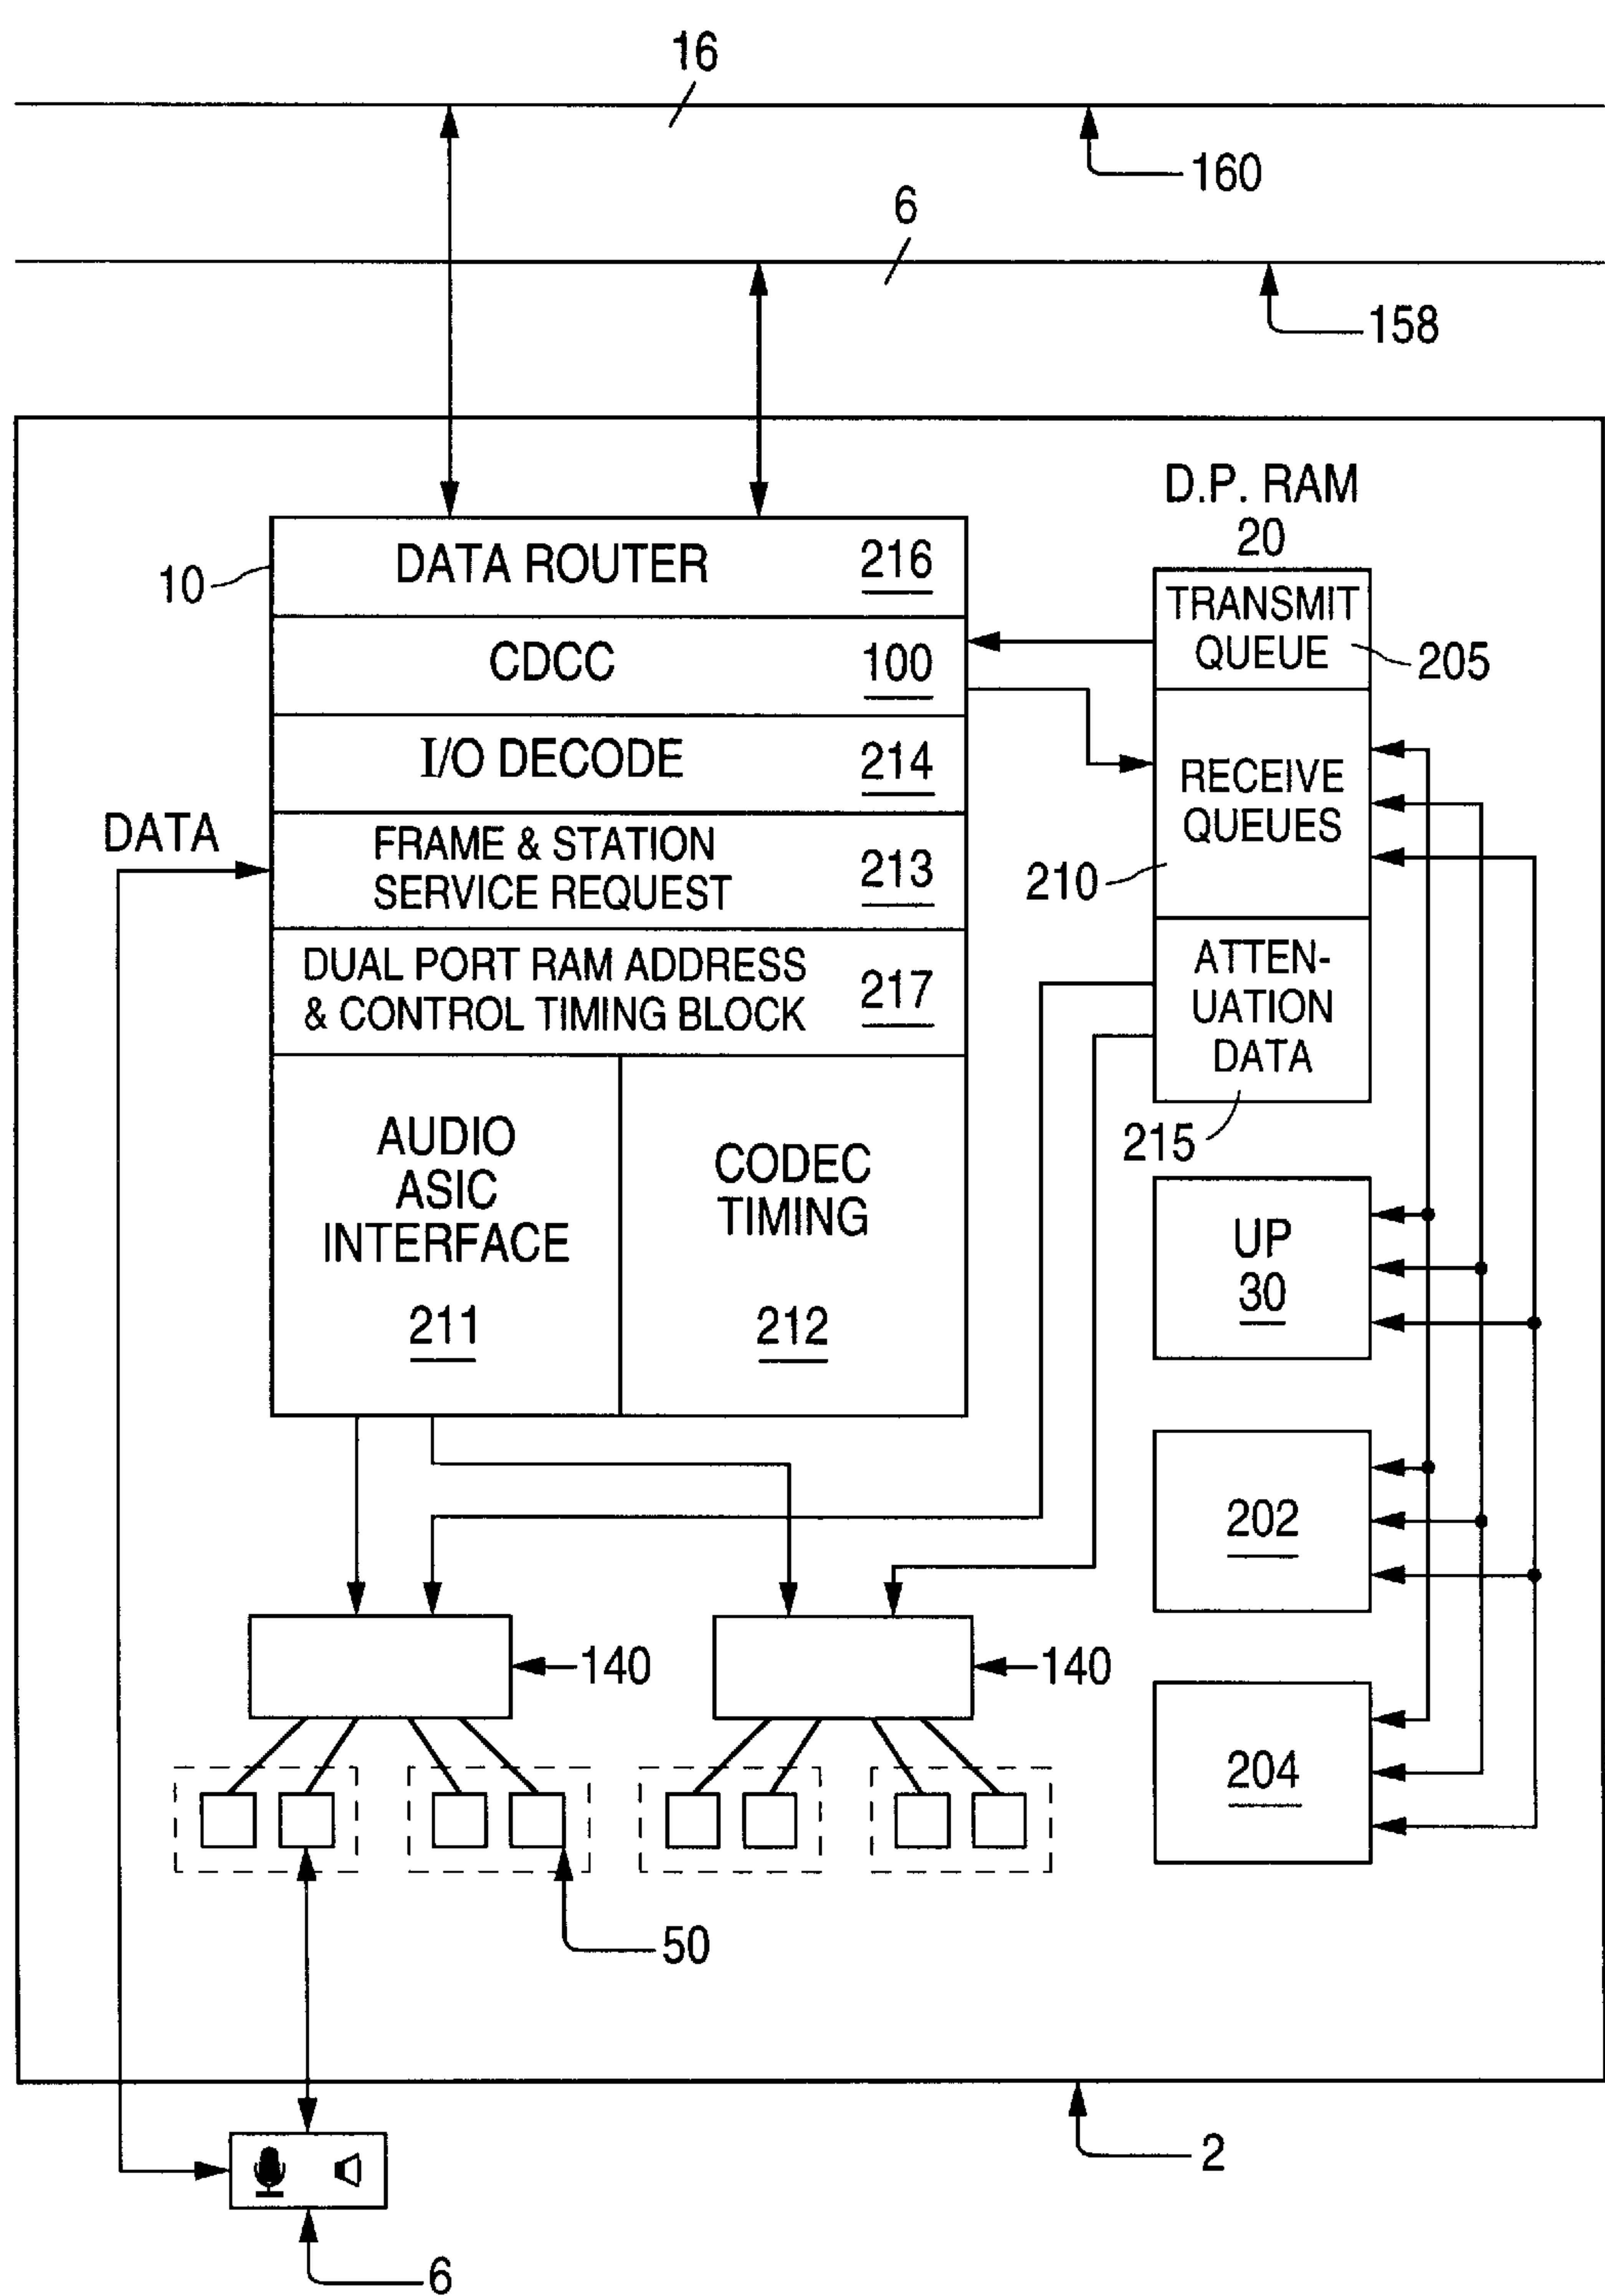 16
160
6
158
D.P. RAM
20
10
DATA ROUTER 216
TRANSMIT
QUEUE
205
CDCC 100
I/O DECODE 214
RECEIVE
QUEUES
210
DATA
FRAME & STATION
SERVICE REQUEST
213
DUAL PORT RAM ADDRESS
& CONTROL TIMING BLOCK
217
ATTEN-
UATION
DATA
215
AUDIO
ASIC
INTERFACE
211
CODEC
TIMING
212
UP
30
202
204
140
140
50
2
6